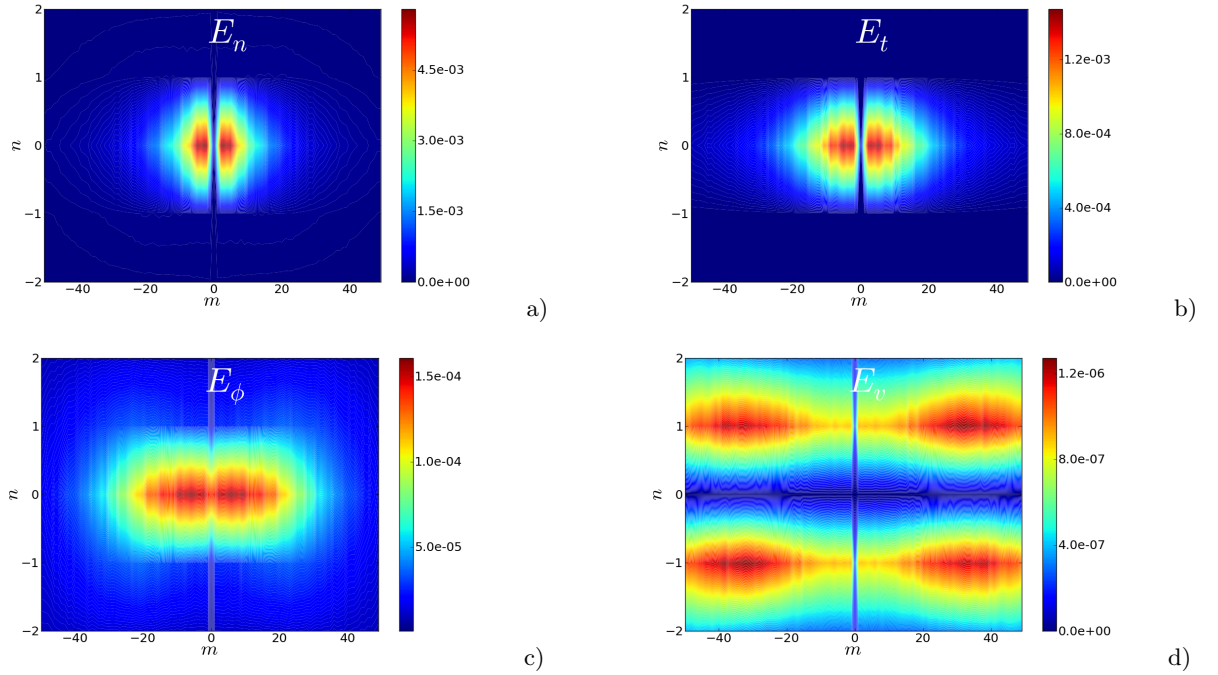 E_n
2
1
0
−1
−2
n
−40 −20 0 20 40
m
4.5e-03
3.0e-03
1.5e-03
0.0e+00
a)
E_t
2
1
0
−1
−2
n
−40 −20 0 20 40
m
1.2e-03
8.0e-04
4.0e-04
0.0e+00
b)
E_ϕ
2
1
0
−1
−2
n
−40 −20 0 20 40
m
1.5e-04
1.0e-04
5.0e-05
c)
E_v
2
1
0
−1
−2
n
−40 −20 0 20 40
m
1.2e-06
8.0e-07
4.0e-07
0.0e+00
d)